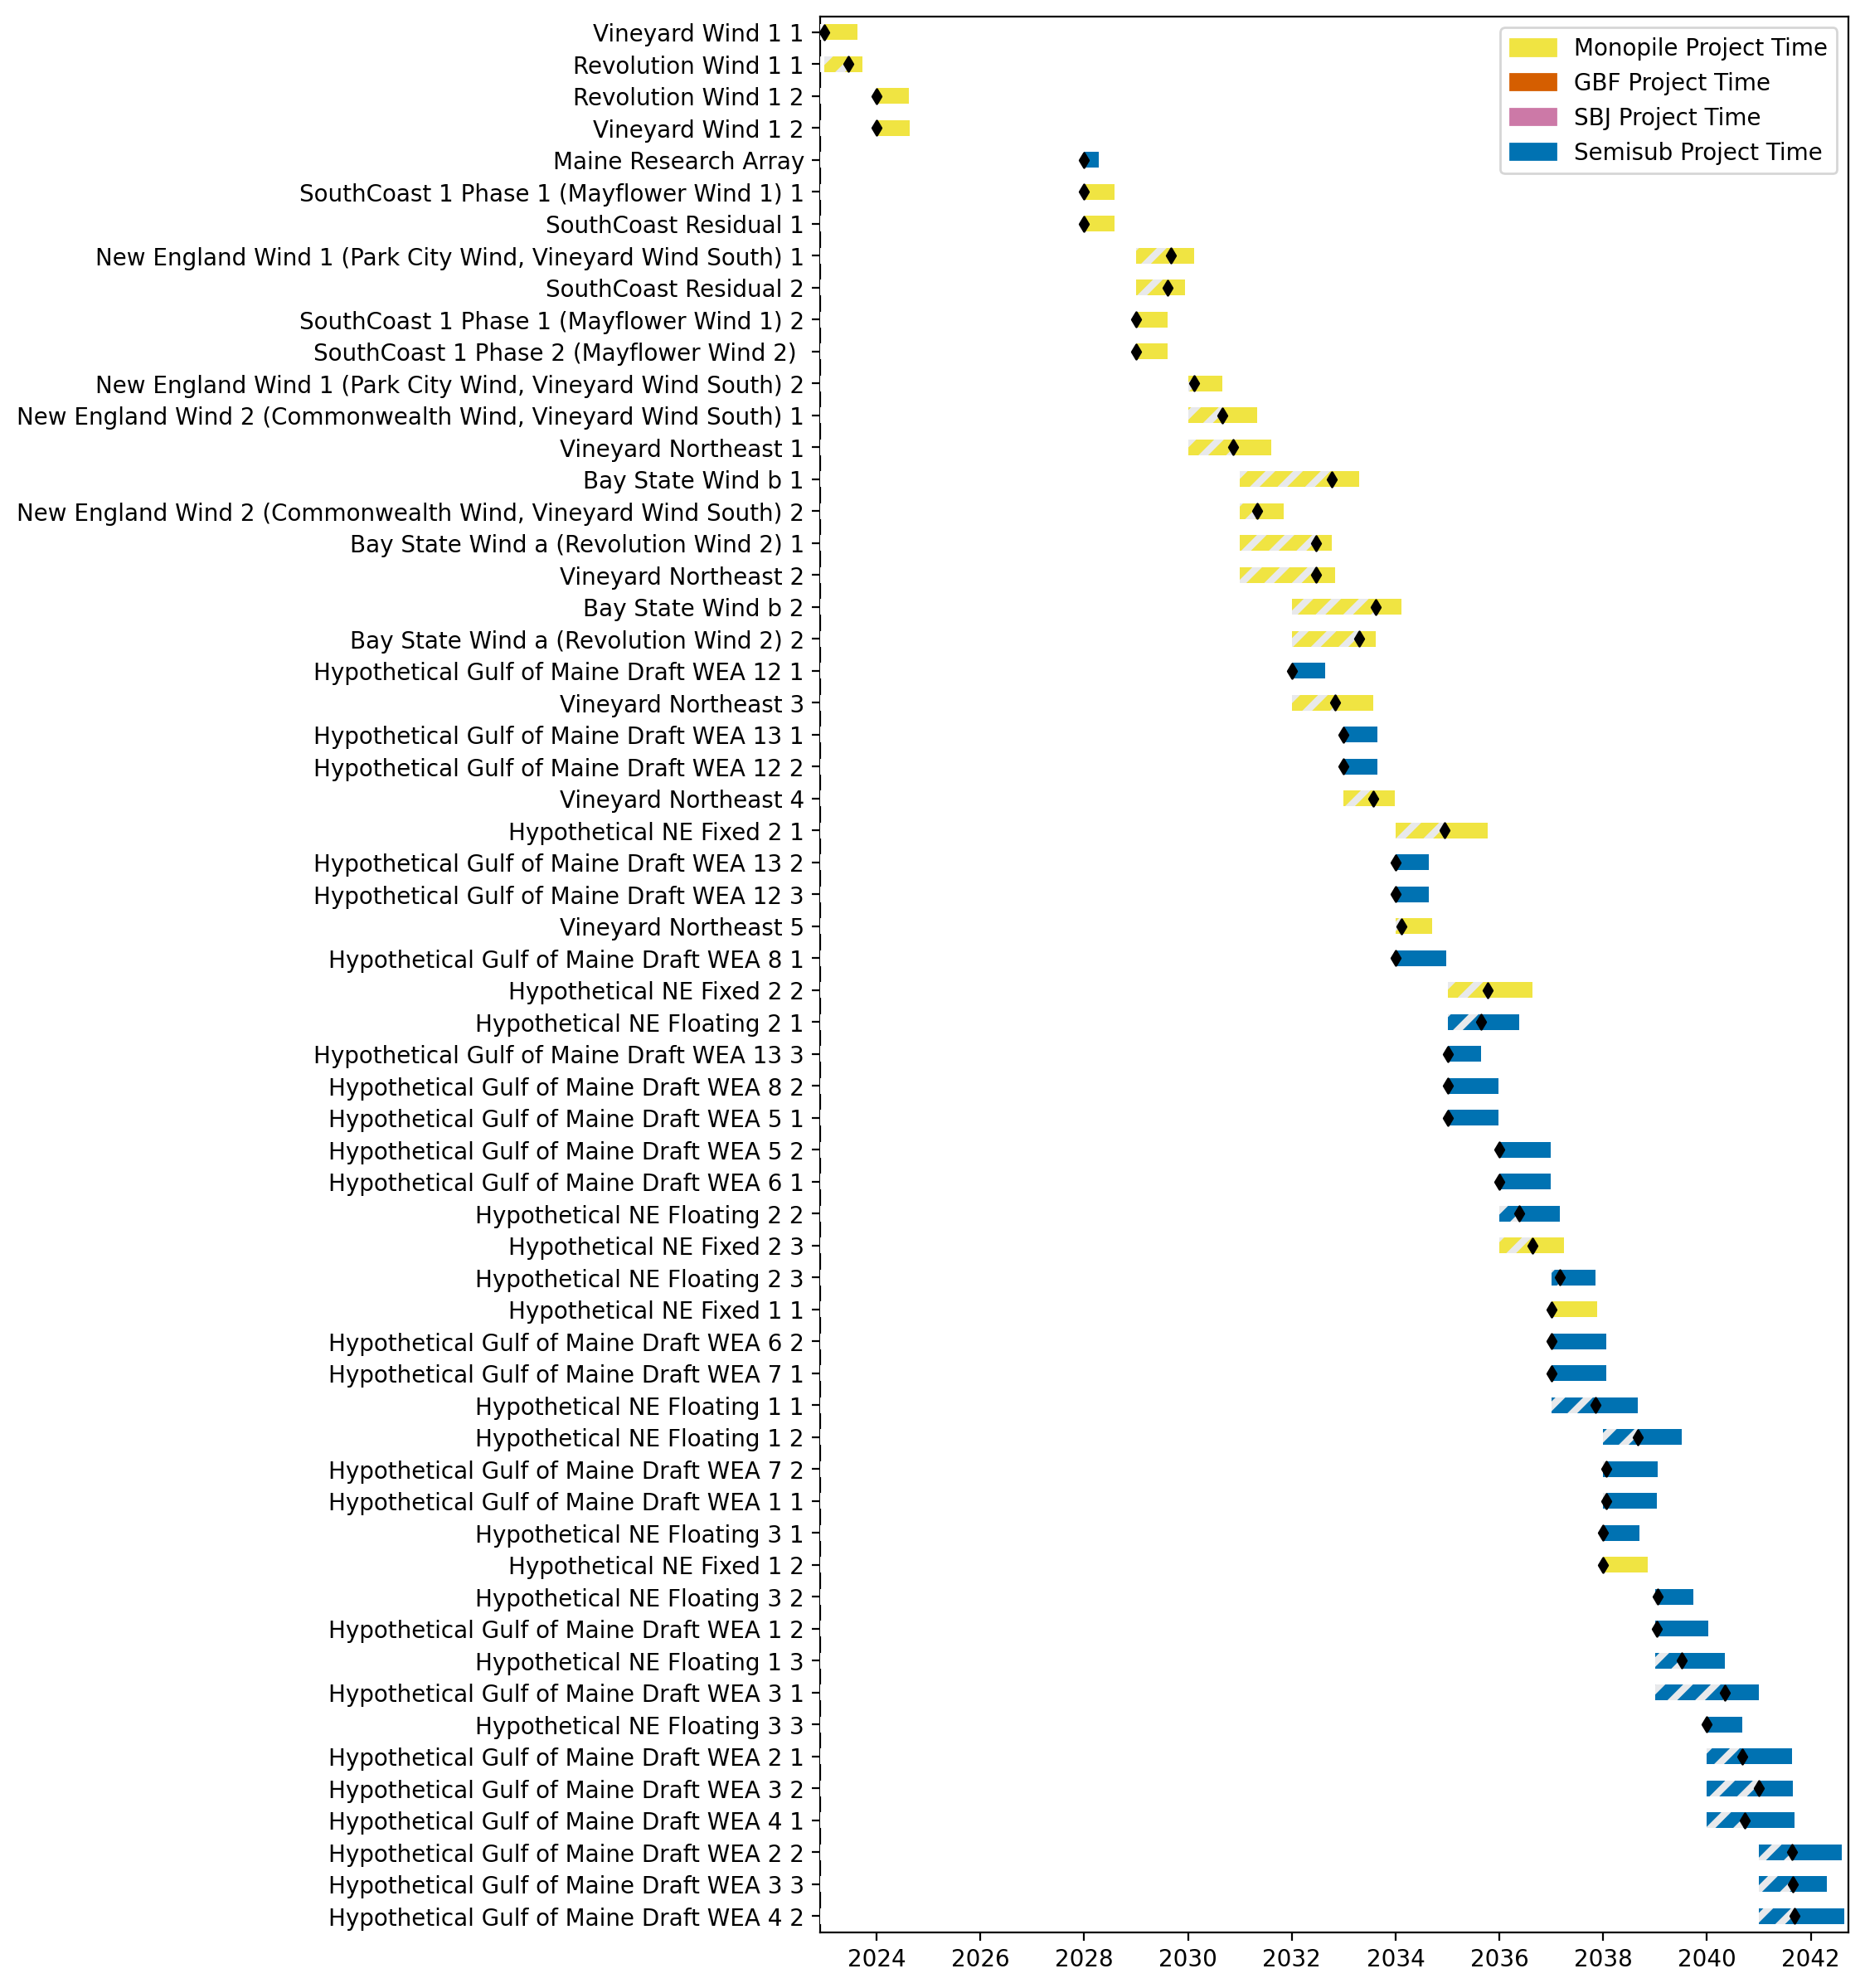 Vineyard Wind 1 1
Revolution Wind 1 1
Revolution Wind 1 2
Vineyard Wind 1 2
Maine Research Array
SouthCoast 1 Phase 1 (Mayflower Wind 1) 1
SouthCoast Residual 1
New England Wind 1 (Park City Wind, Vineyard Wind South) 1
SouthCoast Residual 2
SouthCoast 1 Phase 1 (Mayflower Wind 1) 2
SouthCoast 1 Phase 2 (Mayflower Wind 2)
New England Wind 1 (Park City Wind, Vineyard Wind South) 2
New England Wind 2 (Commonwealth Wind, Vineyard Wind South) 1
Vineyard Northeast 1
Bay State Wind b 1
New England Wind 2 (Commonwealth Wind, Vineyard Wind South) 2
Bay State Wind a (Revolution Wind 2) 1
Vineyard Northeast 2
Bay State Wind b 2
Bay State Wind a (Revolution Wind 2) 2
Hypothetical Gulf of Maine Draft WEA 12 1
Vineyard Northeast 3
Hypothetical Gulf of Maine Draft WEA 13 1
Hypothetical Gulf of Maine Draft WEA 12 2
Vineyard Northeast 4
Hypothetical NE Fixed 2 1
Hypothetical Gulf of Maine Draft WEA 13 2
Hypothetical Gulf of Maine Draft WEA 12 3
Vineyard Northeast 5
Hypothetical Gulf of Maine Draft WEA 8 1
Hypothetical NE Fixed 2 2
Hypothetical NE Floating 2 1
Hypothetical Gulf of Maine Draft WEA 13 3
Hypothetical Gulf of Maine Draft WEA 8 2
Hypothetical Gulf of Maine Draft WEA 5 1
Hypothetical Gulf of Maine Draft WEA 5 2
Hypothetical Gulf of Maine Draft WEA 6 1
Hypothetical NE Floating 2 2
Hypothetical NE Fixed 2 3
Hypothetical NE Floating 2 3
Hypothetical NE Fixed 1 1
Hypothetical Gulf of Maine Draft WEA 6 2
Hypothetical Gulf of Maine Draft WEA 7 1
Hypothetical NE Floating 1 1
Hypothetical NE Floating 1 2
Hypothetical Gulf of Maine Draft WEA 7 2
Hypothetical Gulf of Maine Draft WEA 1 1
Hypothetical NE Floating 3 1
Hypothetical NE Fixed 1 2
Hypothetical NE Floating 3 2
Hypothetical Gulf of Maine Draft WEA 1 2
Hypothetical NE Floating 1 3
Hypothetical Gulf of Maine Draft WEA 3 1
Hypothetical NE Floating 3 3
Hypothetical Gulf of Maine Draft WEA 2 1
Hypothetical Gulf of Maine Draft WEA 3 2
Hypothetical Gulf of Maine Draft WEA 4 1
Hypothetical Gulf of Maine Draft WEA 2 2
Hypothetical Gulf of Maine Draft WEA 3 3
Hypothetical Gulf of Maine Draft WEA 4 2
Monopile Project Time
GBF Project Time
SBJ Project Time
Semisub Project Time
2024 2026 2028 2030 2032 2034 2036 2038 2040 2042